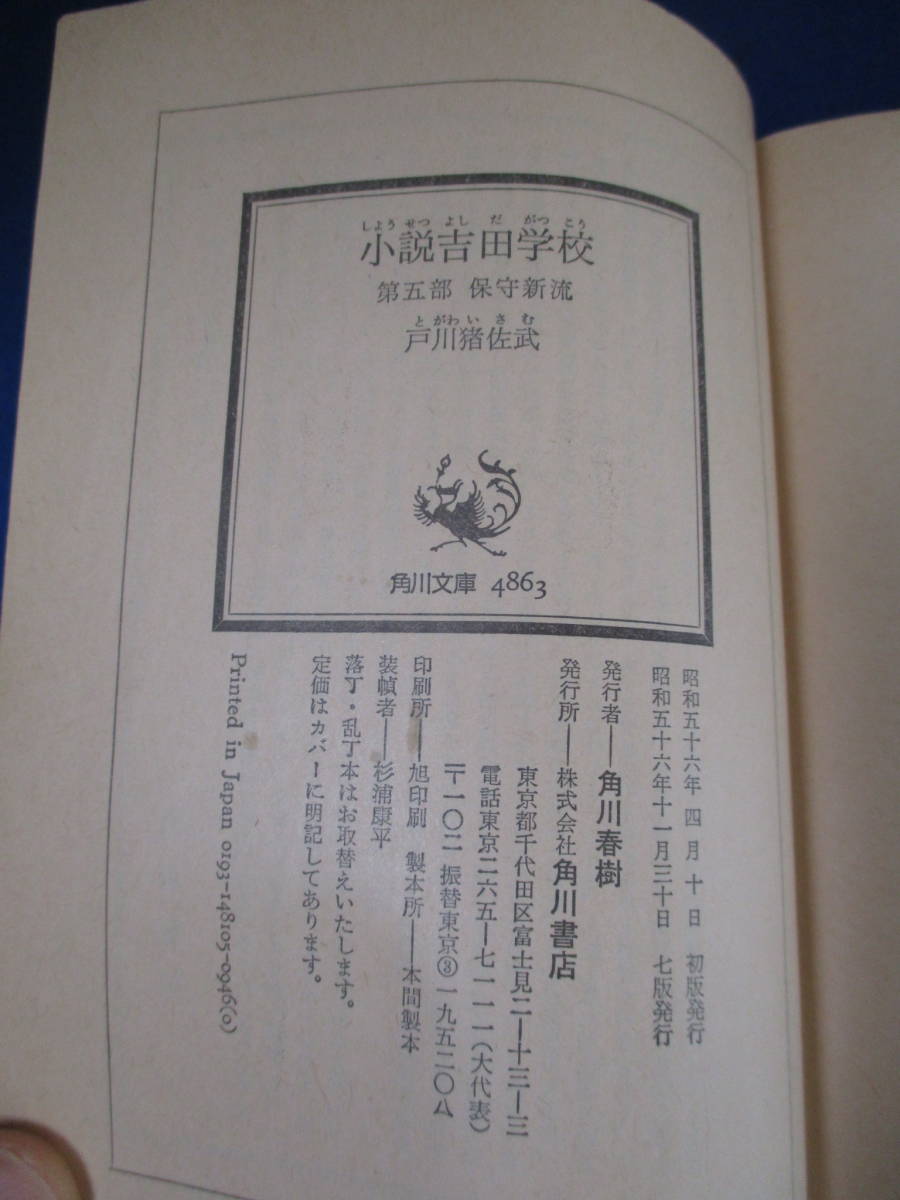 しようせつよしだがつこう
小説吉田学校
第五部 保守新流
とがわいさむ
戸川猪佐武
角川文庫 4863
昭和五十六年 四 月 十 日 初版発行
昭和五十六年十一月三十日 七版発行
発行者——角川春樹
発行所——株式会社角川書店
東京都千代田区富士見二—十三—三
電話東京二六五—七一一一(大代表)
〒一〇二 振替東京③一九五二〇八
印刷所——旭印刷 製本所——本間製本
装幀者——杉浦康平
落丁・乱丁本はお取替えいたします。
定価はカバーに明記してあります。
Printed in Japan 0193-148105-0946(0)